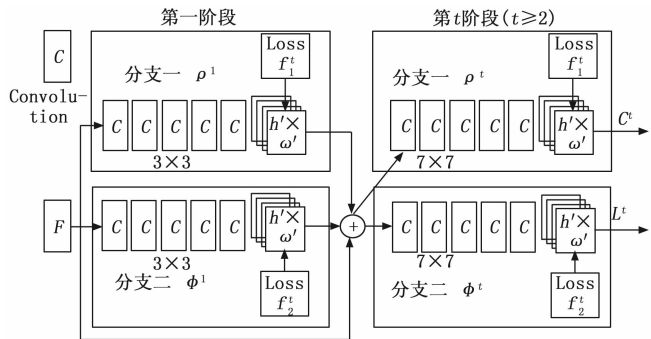 第一阶段
第t阶段(t≥2)
C
Convolu-
tion
分支一 ρ¹
Loss
f₁ᵗ
C C C C C
h′×
ω′
3×3
分支一 ρᵗ
Loss
f₁ᵗ
C C C C C
h′×
ω′
7×7
Cᵗ
F
C C C C C
h′×
ω′
3×3
分支二 Φ¹
Loss
f₂ᵗ
+
C C C C C
h′×
ω′
7×7
分支二 Φᵗ
Loss
f₂ᵗ
Lᵗ